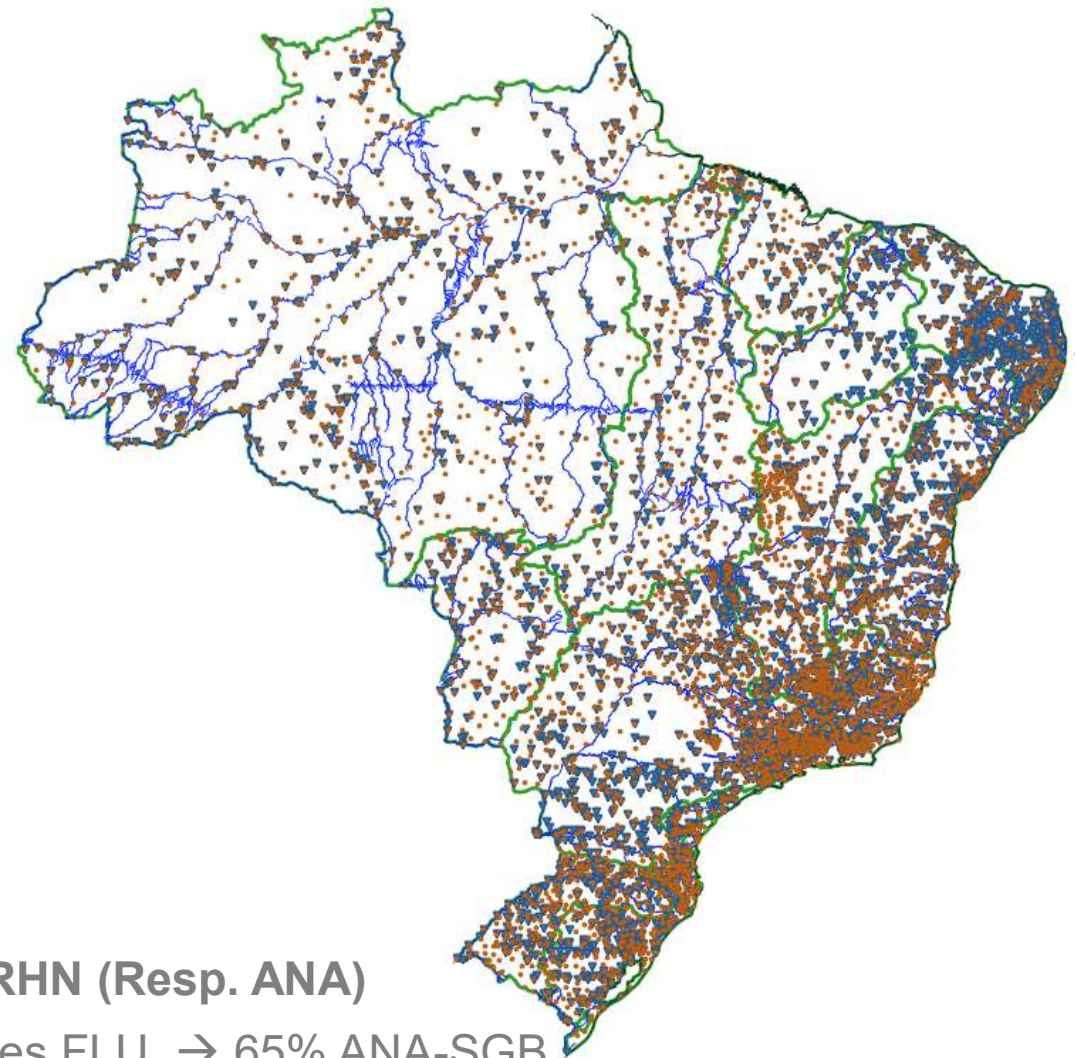 RHN (Resp. ANA)
es FLU → 65% ANA-SGB